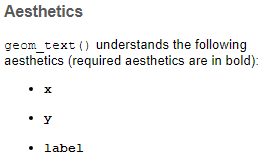 Aesthetics
geom_text() understands the following
aesthetics (required aesthetics are in bold):
• x
• y
• label